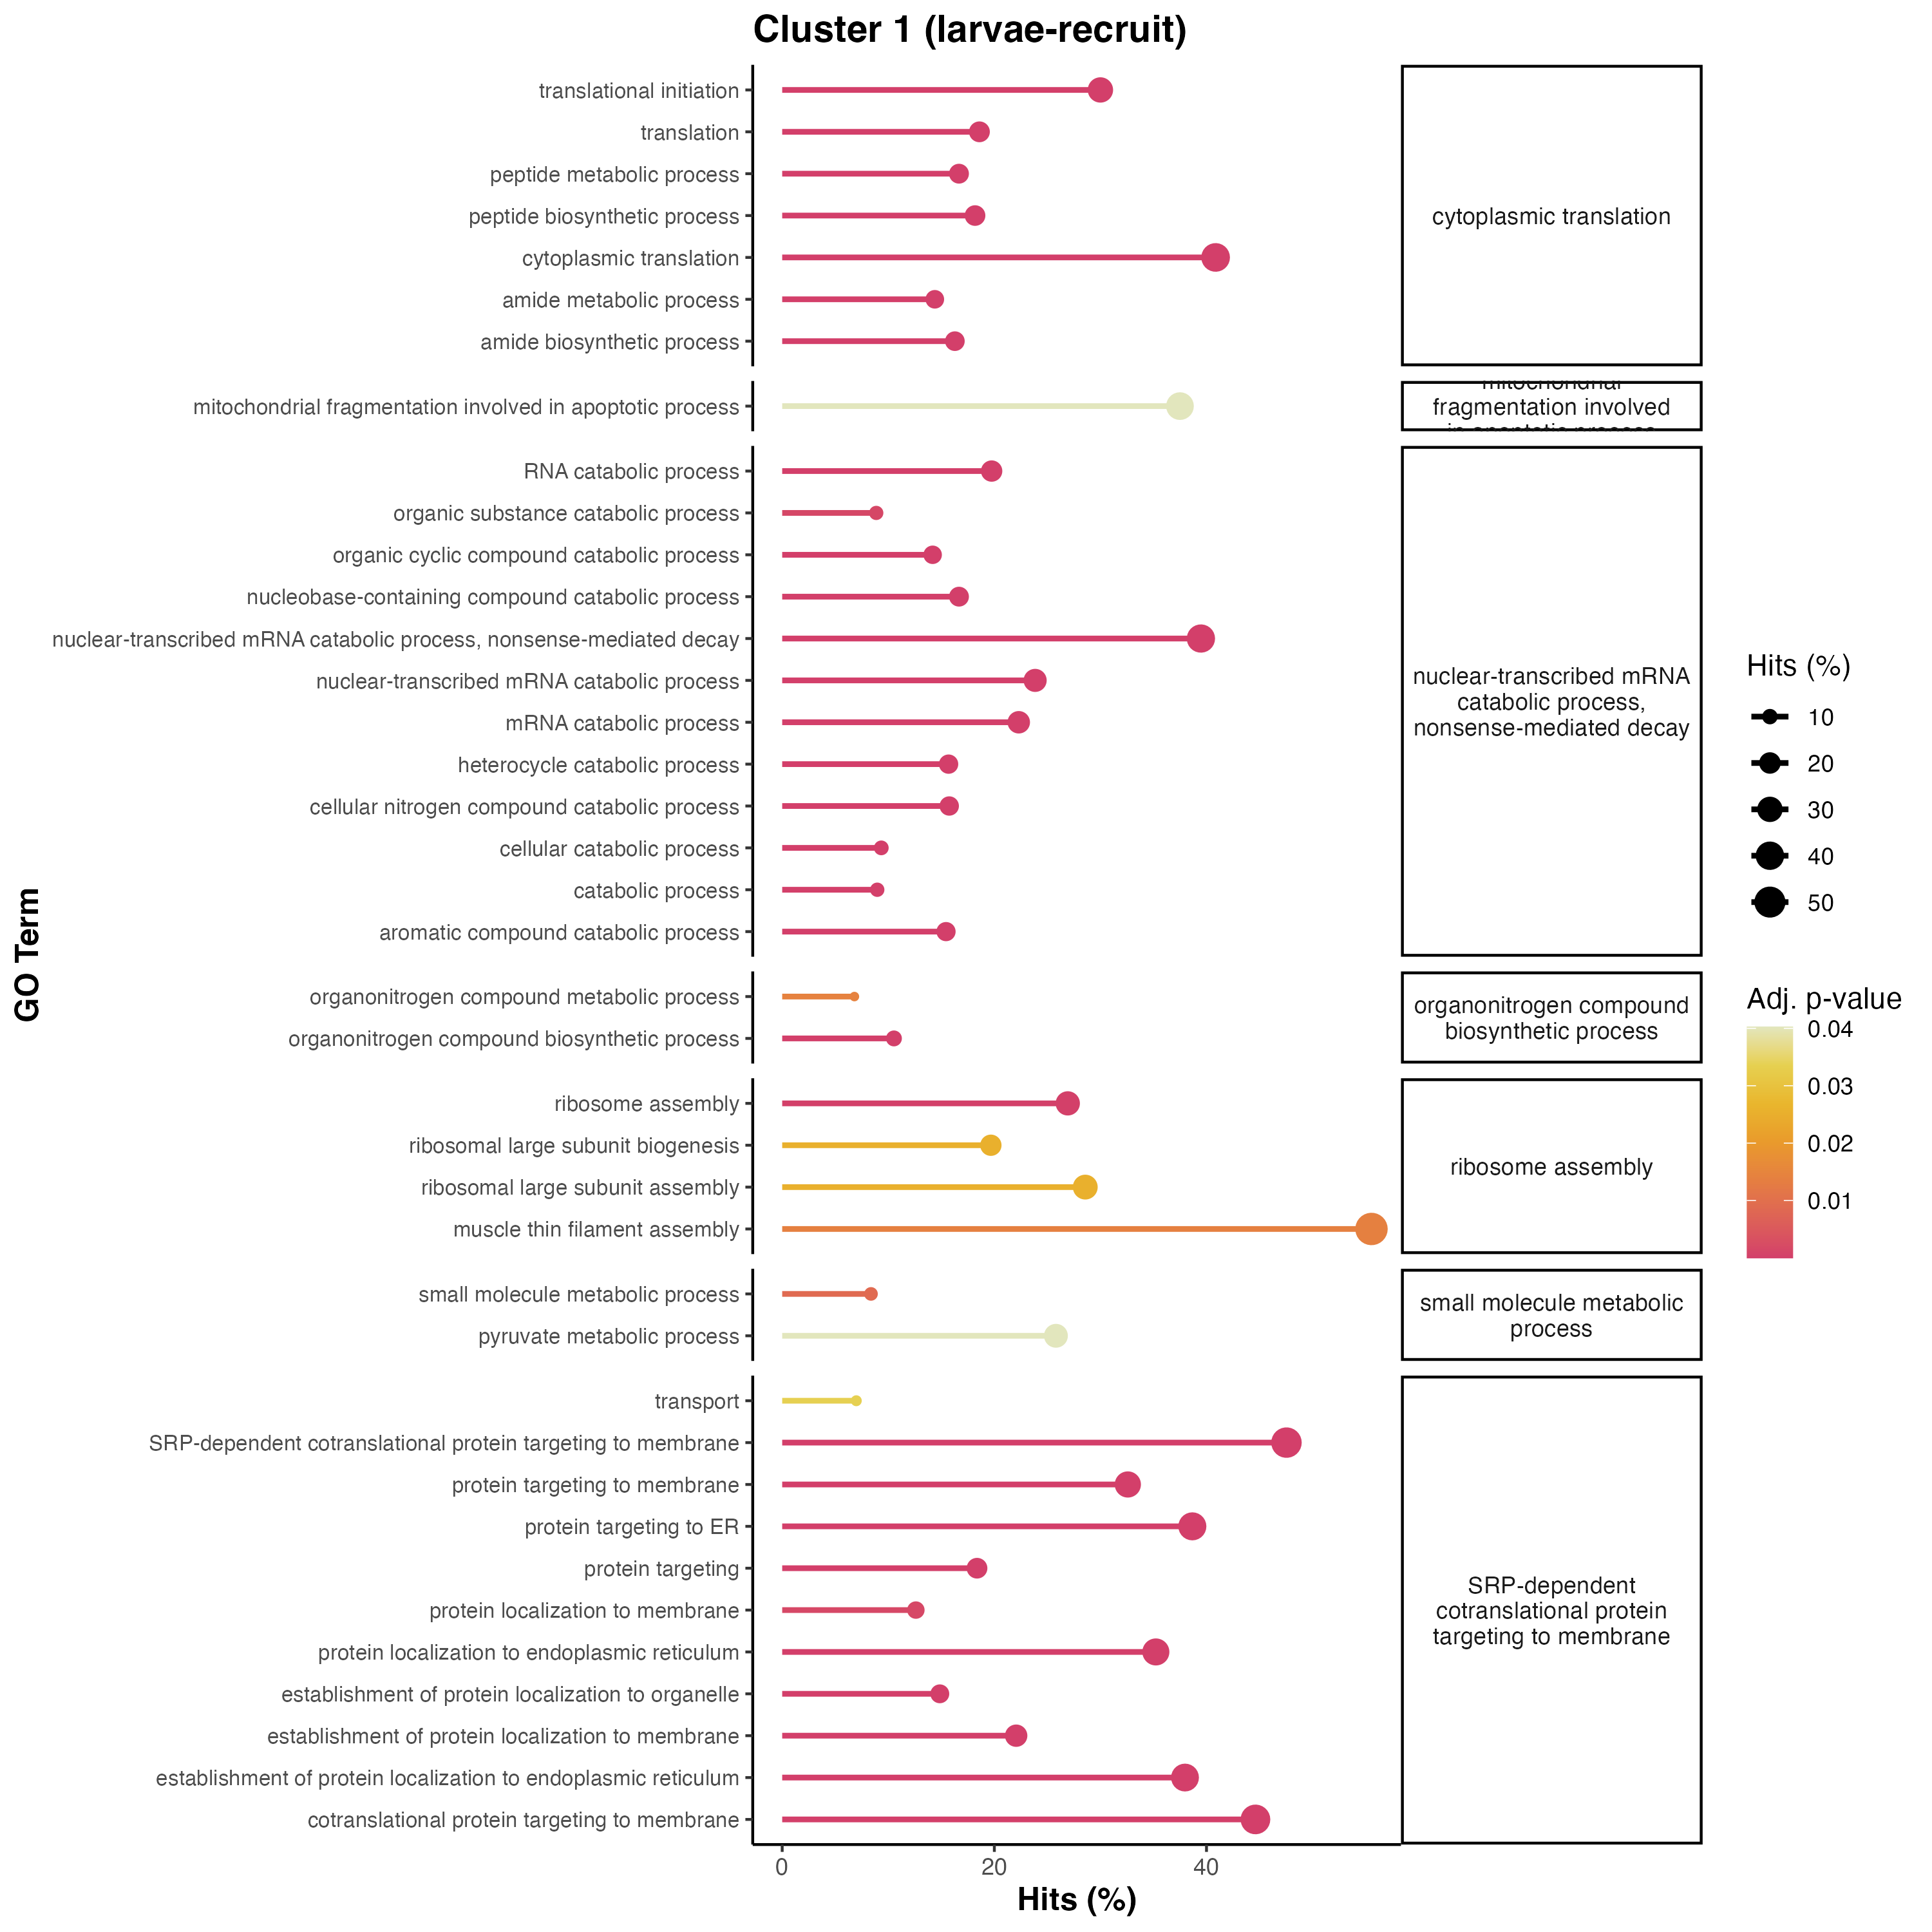 Cluster 1 (larvae-recruit)
GO Term
translational initiation
translation
peptide metabolic process
peptide biosynthetic process
cytoplasmic translation
amide metabolic process
amide biosynthetic process
cytoplasmic translation
mitochondrial fragmentation involved in apoptotic process
mitochondrial
fragmentation involved
in apoptotic process
RNA catabolic process
organic substance catabolic process
organic cyclic compound catabolic process
nucleobase-containing compound catabolic process
nuclear-transcribed mRNA catabolic process, nonsense-mediated decay
nuclear-transcribed mRNA catabolic process
mRNA catabolic process
heterocycle catabolic process
cellular nitrogen compound catabolic process
cellular catabolic process
catabolic process
aromatic compound catabolic process
nuclear-transcribed mRNA
catabolic process,
nonsense-mediated decay
organonitrogen compound metabolic process
organonitrogen compound biosynthetic process
organonitrogen compound
biosynthetic process
ribosome assembly
ribosomal large subunit biogenesis
ribosomal large subunit assembly
muscle thin filament assembly
ribosome assembly
small molecule metabolic process
pyruvate metabolic process
small molecule metabolic
process
transport
SRP-dependent cotranslational protein targeting to membrane
protein targeting to membrane
protein targeting to ER
protein targeting
protein localization to membrane
protein localization to endoplasmic reticulum
establishment of protein localization to organelle
establishment of protein localization to membrane
establishment of protein localization to endoplasmic reticulum
cotranslational protein targeting to membrane
SRP-dependent
cotranslational protein
targeting to membrane
0
20
40
Hits (%)
Hits (%)
10
20
30
40
50
Adj. p-value
0.04
0.03
0.02
0.01